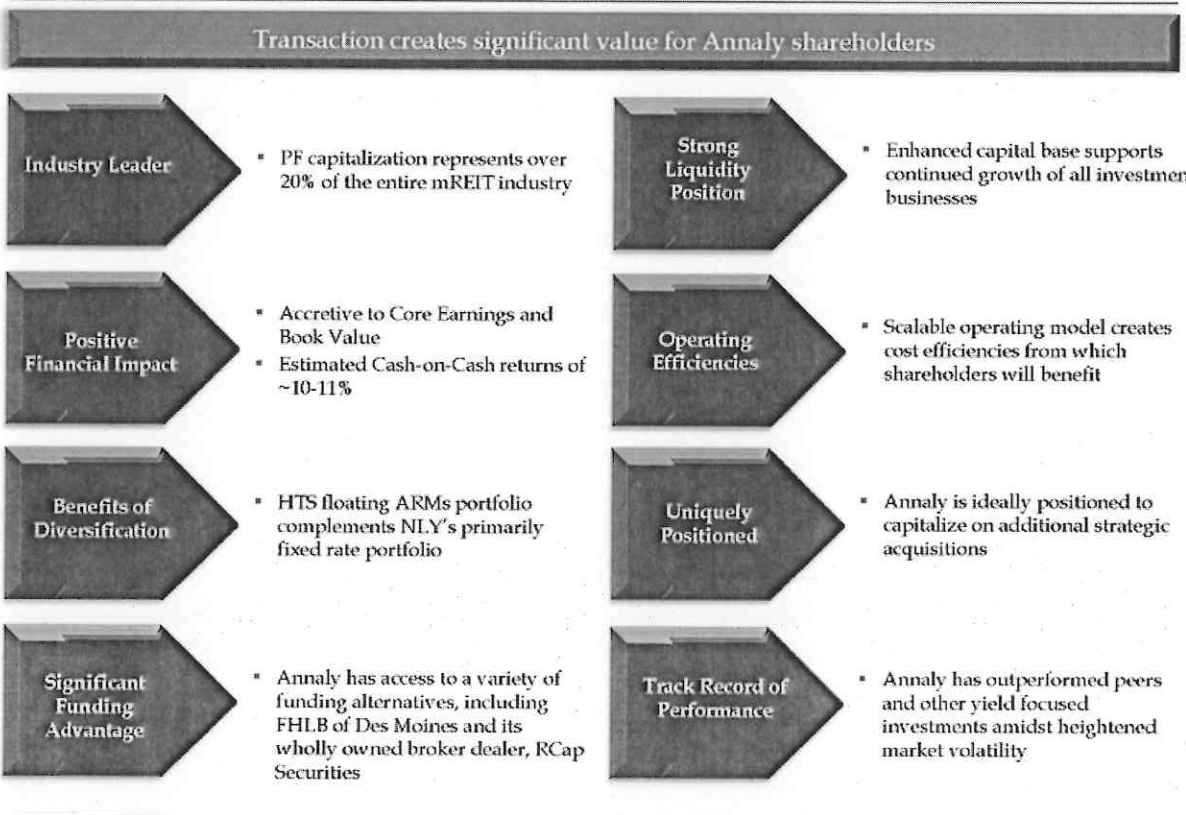 Transaction creates significant value for Annaly shareholders
Industry Leader
▪ PF capitalization represents over
20% of the entire mREIT industry
Strong
Liquidity
Position
▪ Enhanced capital base supports
continued growth of all investmen
businesses
Positive
Financial Impact
▪ Accretive to Core Earnings and
Book Value
▪ Estimated Cash-on-Cash returns of
~10-11%
Operating
Efficiencies
▪ Scalable operating model creates
cost efficiencies from which
shareholders will benefit
Benefits of
Diversification
▪ HTS floating ARMs portfolio
complements NLY's primarily
fixed rate portfolio
Uniquely
Positioned
▪ Annaly is ideally positioned to
capitalize on additional strategic
acquisitions
Significant
Funding
Advantage
▪ Annaly has access to a variety of
funding alternatives, including
FHLB of Des Moines and its
wholly owned broker dealer, RCap
Securities
Track Record of
Performance
▪ Annaly has outperformed peers
and other yield focused
investments amidst heightened
market volatility